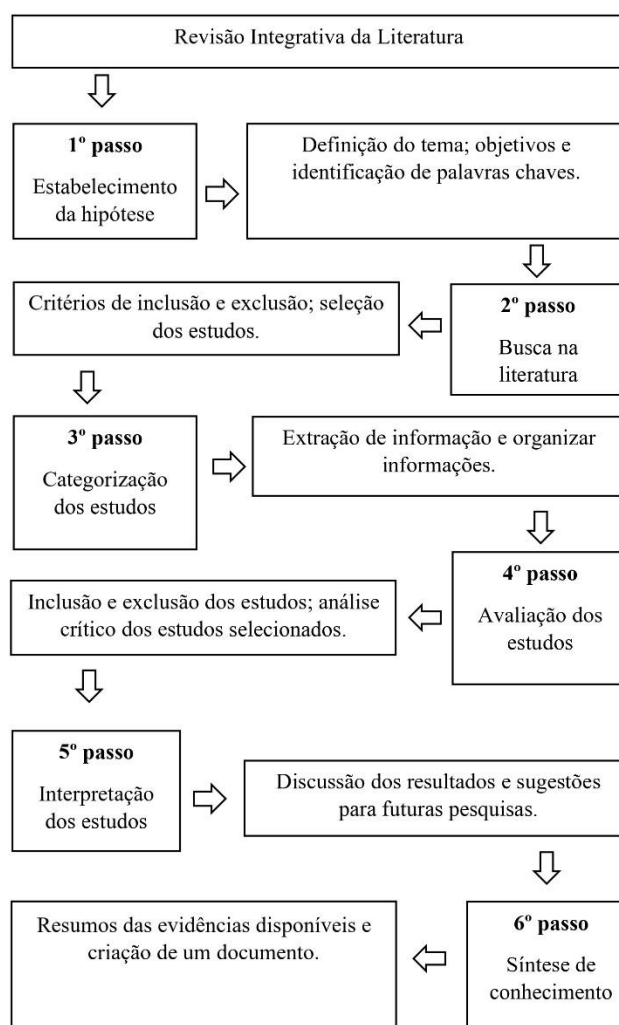 Revisão Integrativa da Literatura
1º passo
Estabelecimento
da hipótese
Definição do tema; objetivos e
identificação de palavras chaves.
2º passo
Busca na
literatura
Critérios de inclusão e exclusão; seleção
dos estudos.
3º passo
Categorização
dos estudos
Extração de informação e organizar
informações.
4º passo
Avaliação dos
estudos
Inclusão e exclusão dos estudos; análise
crítico dos estudos selecionados.
5º passo
Interpretação
dos estudos
Discussão dos resultados e sugestões
para futuras pesquisas.
6º passo
Síntese de
conhecimento
Resumos das evidências disponíveis e
criação de um documento.